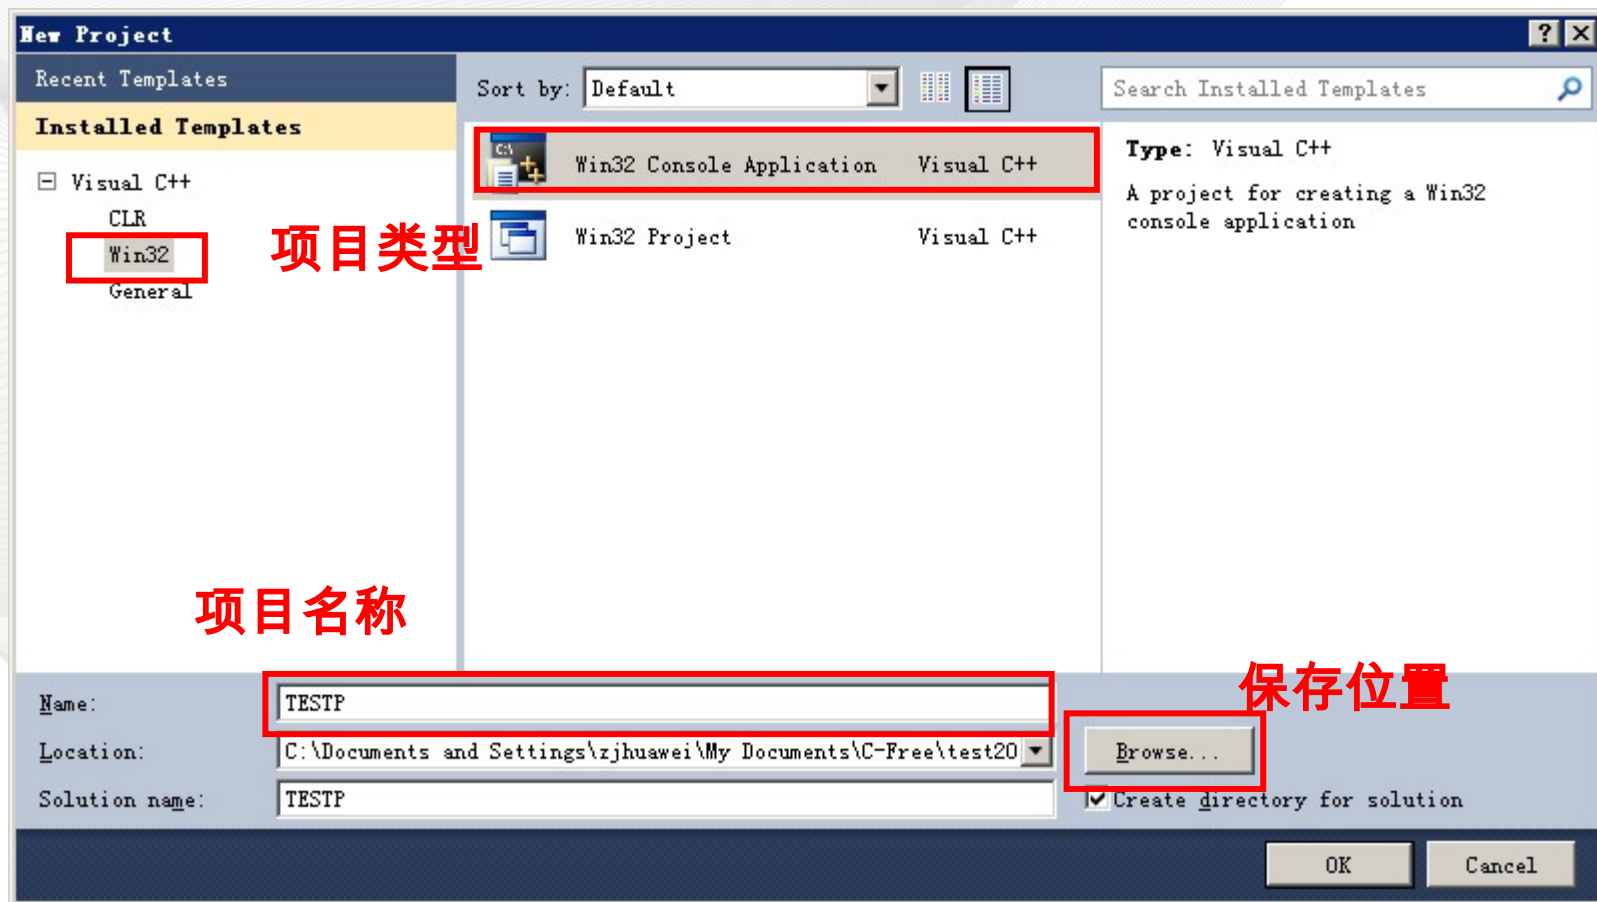 New Project
Recent Templates
Installed Templates
Visual C++
CLR
Win32
General
项目类型
Sort by: Default
Search Installed Templates
C:\
Win32 Console Application Visual C++
Win32 Project Visual C++
Type: Visual C++
A project for creating a Win32
console application
项目名称
保存位置
Name: TESTP
Location: C:\Documents and Settings\zjhuawei\My Documents\C-Free\test20
Browse...
Solution name: TESTP
Create directory for solution
OK
Cancel